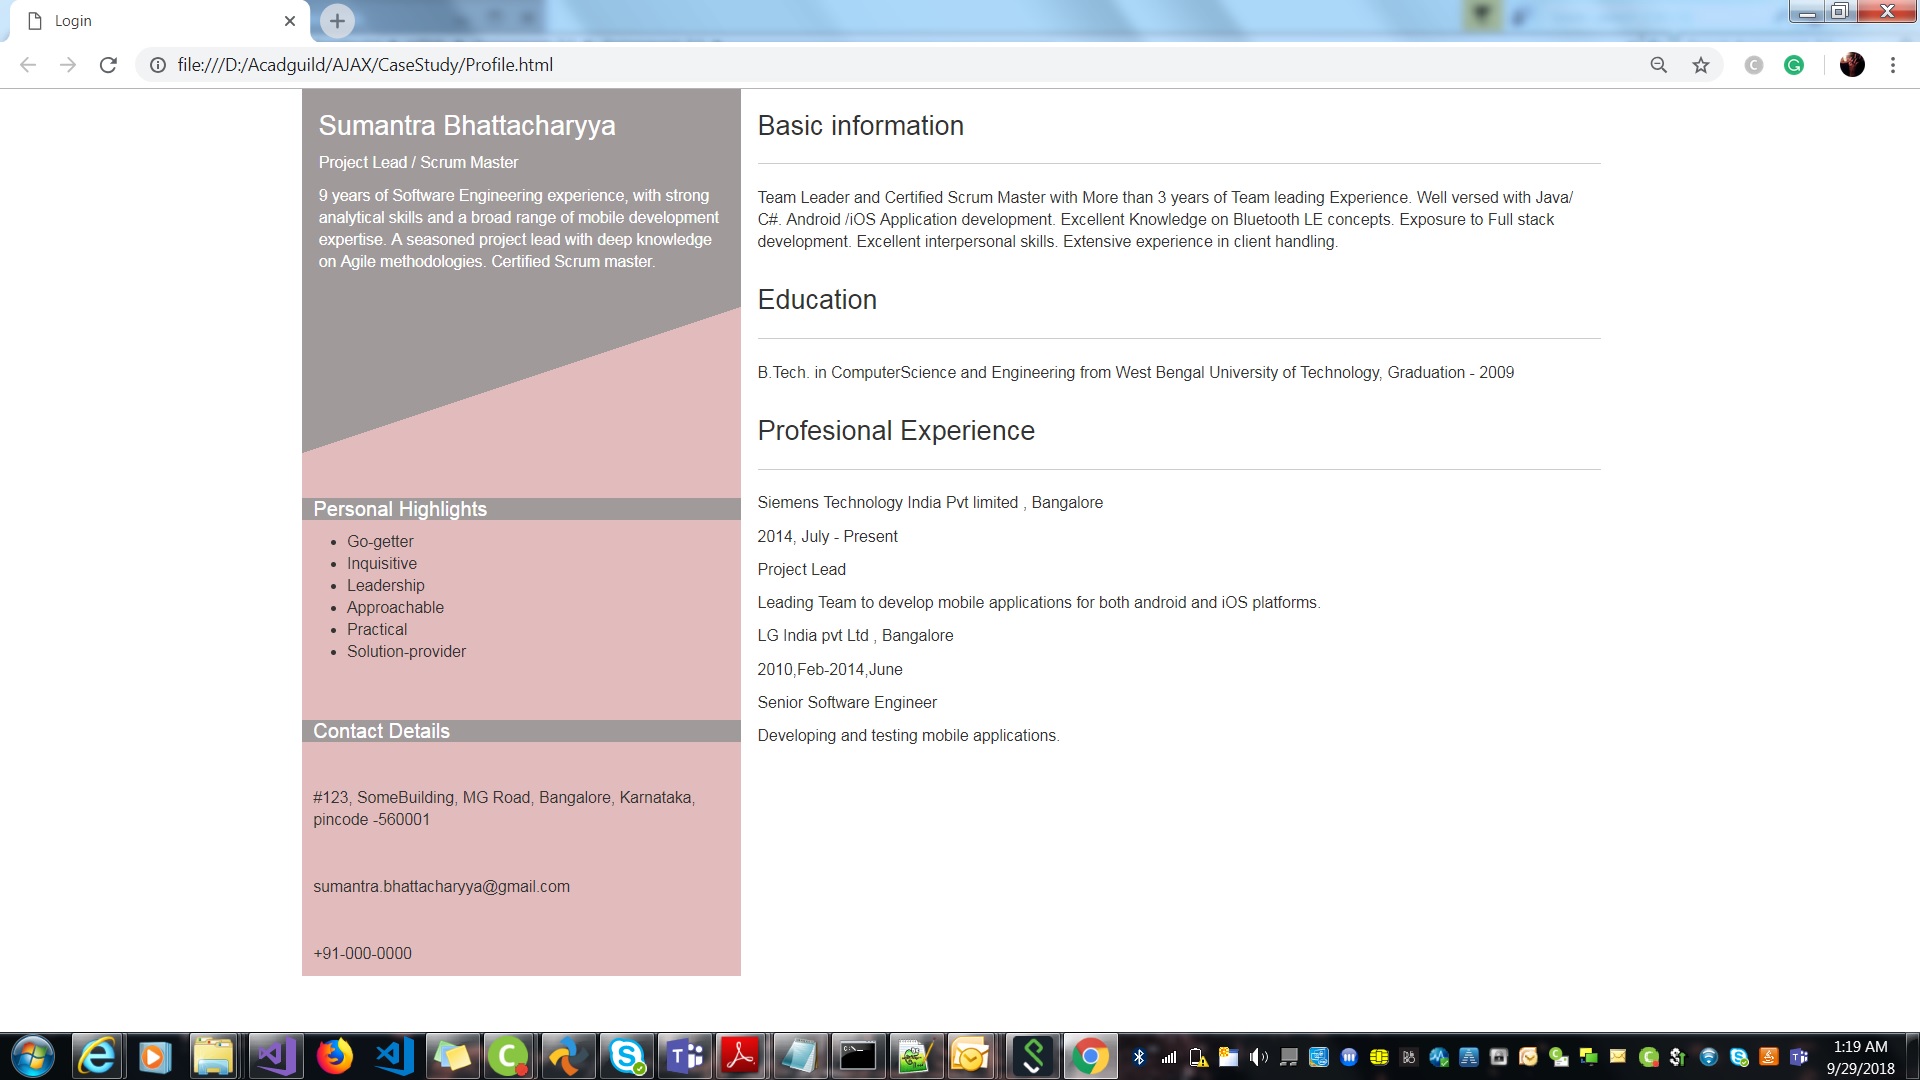 Login
file:///D:/Acadguild/AJAX/CaseStudy/Profile.html
Sumantra Bhattacharyya
Project Lead / Scrum Master
9 years of Software Engineering experience, with strong
analytical skills and a broad range of mobile development
expertise. A seasoned project lead with deep knowledge
on Agile methodologies. Certified Scrum master.
Personal Highlights
Go-getter
Inquisitive
Leadership
Approachable
Practical
Solution-provider
Contact Details
#123, SomeBuilding, MG Road, Bangalore, Karnataka,
pincode -560001
sumantra.bhattacharyya@gmail.com
+91-000-0000
Basic information
Team Leader and Certified Scrum Master with More than 3 years of Team leading Experience. Well versed with Java/
C#. Android /iOS Application development. Excellent Knowledge on Bluetooth LE concepts. Exposure to Full stack
development. Excellent interpersonal skills. Extensive experience in client handling.
Education
B.Tech. in ComputerScience and Engineering from West Bengal University of Technology, Graduation - 2009
Profesional Experience
Siemens Technology India Pvt limited , Bangalore
2014, July - Present
Project Lead
Leading Team to develop mobile applications for both android and iOS platforms.
LG India pvt Ltd , Bangalore
2010,Feb-2014,June
Senior Software Engineer
Developing and testing mobile applications.
1:19 AM
9/29/2018